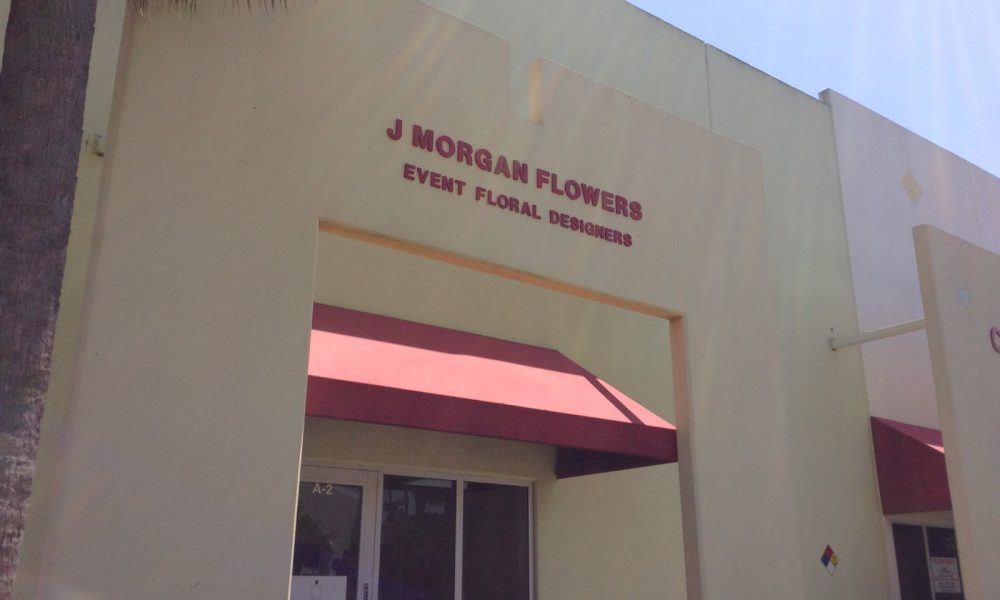 J MORGAN FLOWERS
EVENT FLORAL DESIGNERS
A-2